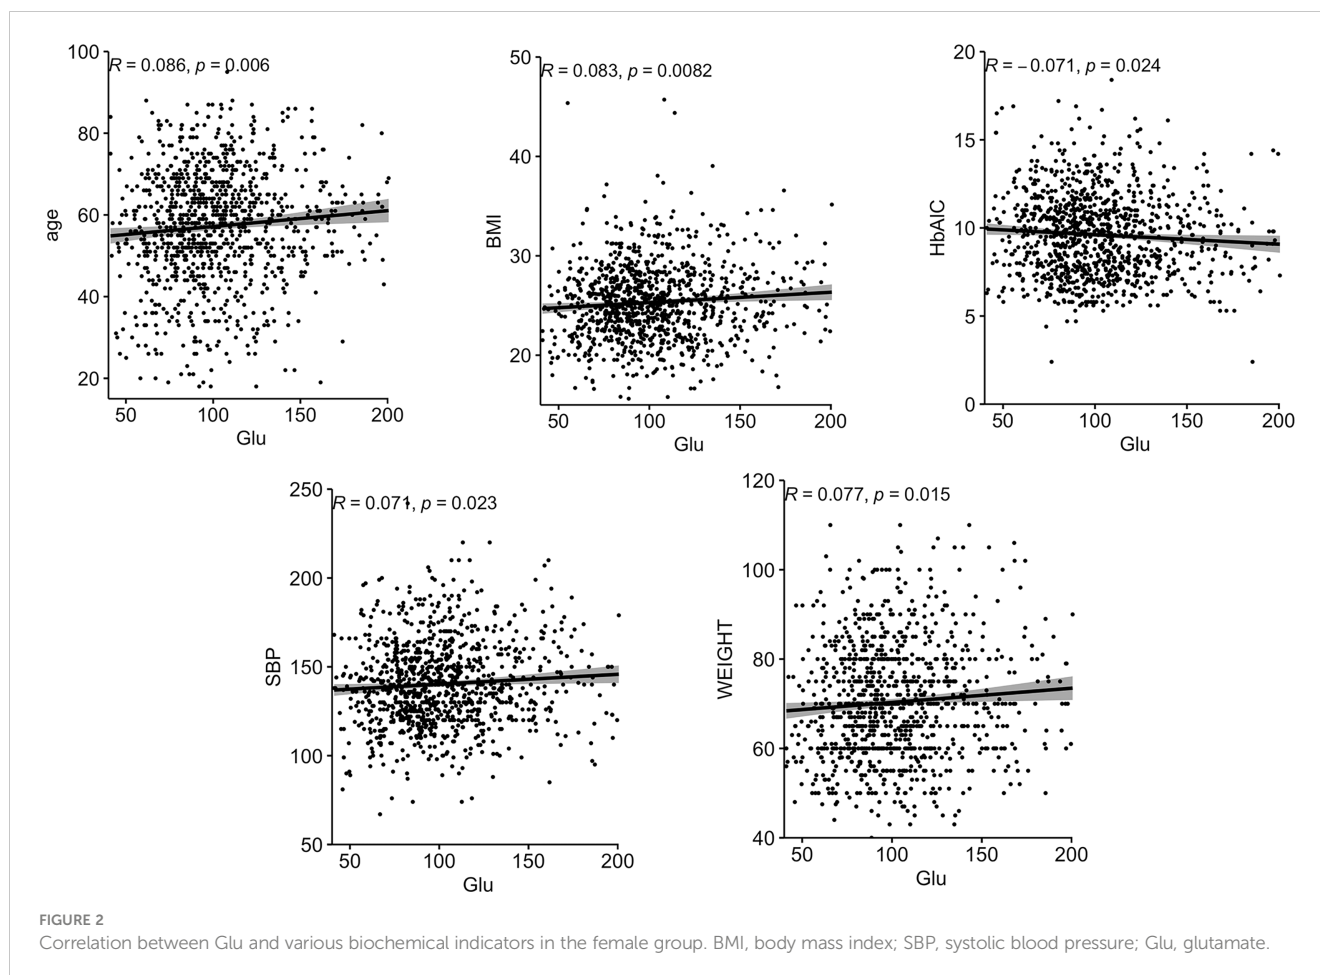 R = 0.086, p = 0.006
100
80
60
40
20
age
50 100 150 200
Glu
R = 0.083, p = 0.0082
50
40
30
20
BMI
50 100 150 200
Glu
R = −0.071, p = 0.024
20
15
10
5
0
HbAIC
50 100 150 200
Glu
R = 0.071, p = 0.023
250
200
150
100
50
SBP
50 100 150 200
Glu
R = 0.077, p = 0.015
120
100
80
60
40
WEIGHT
50 100 150 200
Glu
FIGURE 2
Correlation between Glu and various biochemical indicators in the female group. BMI, body mass index; SBP, systolic blood pressure; Glu, glutamate.